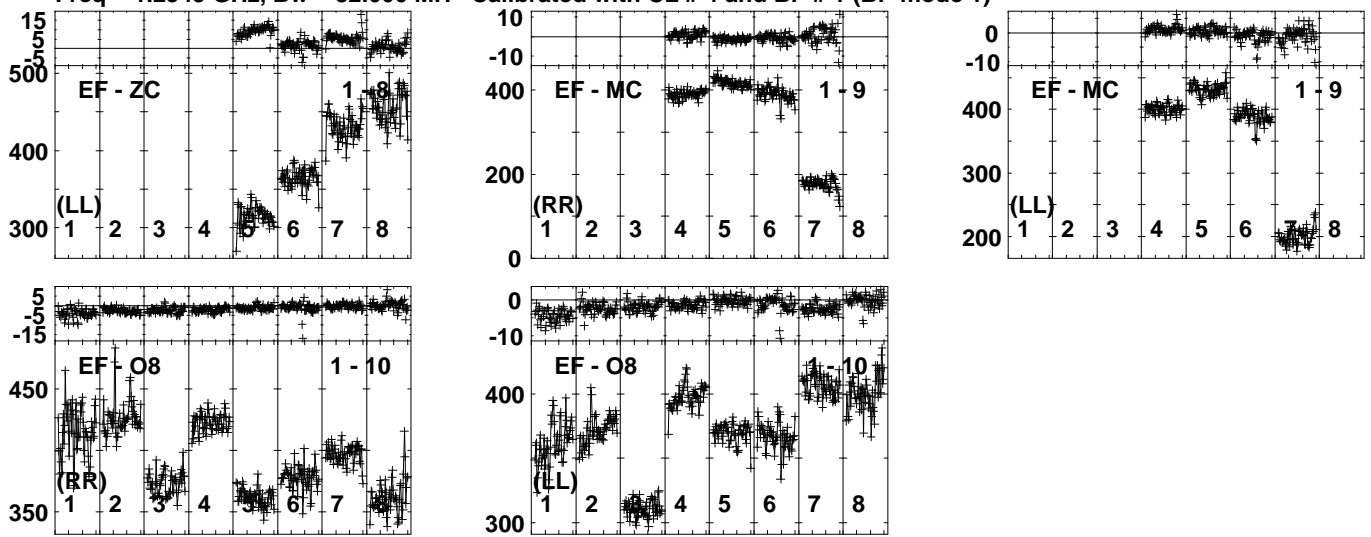 Freq = GHz, Bw = MH Calibrated with CL # and BP # (BP mode
15
5
-5
500
400
300
EF - ZC 1 - 8
(LL)
1 2 3 4 5 6 7 8
10
0
-10
400
200
0
EF - MC 1 - 9
(RR)
1 2 3 4 5 6 7 8
0
-10
400
300
200
EF - MC 1 - 9
(LL)
1 2 3 4 5 6 7 8
5
-5
-15
450
350
EF - O8 1 - 10
(RR)
1 2 3 4 5 6 7 8
0
-10
400
300
EF - O8 1 - 10
(LL)
1 2 3 4 5 6 7 8